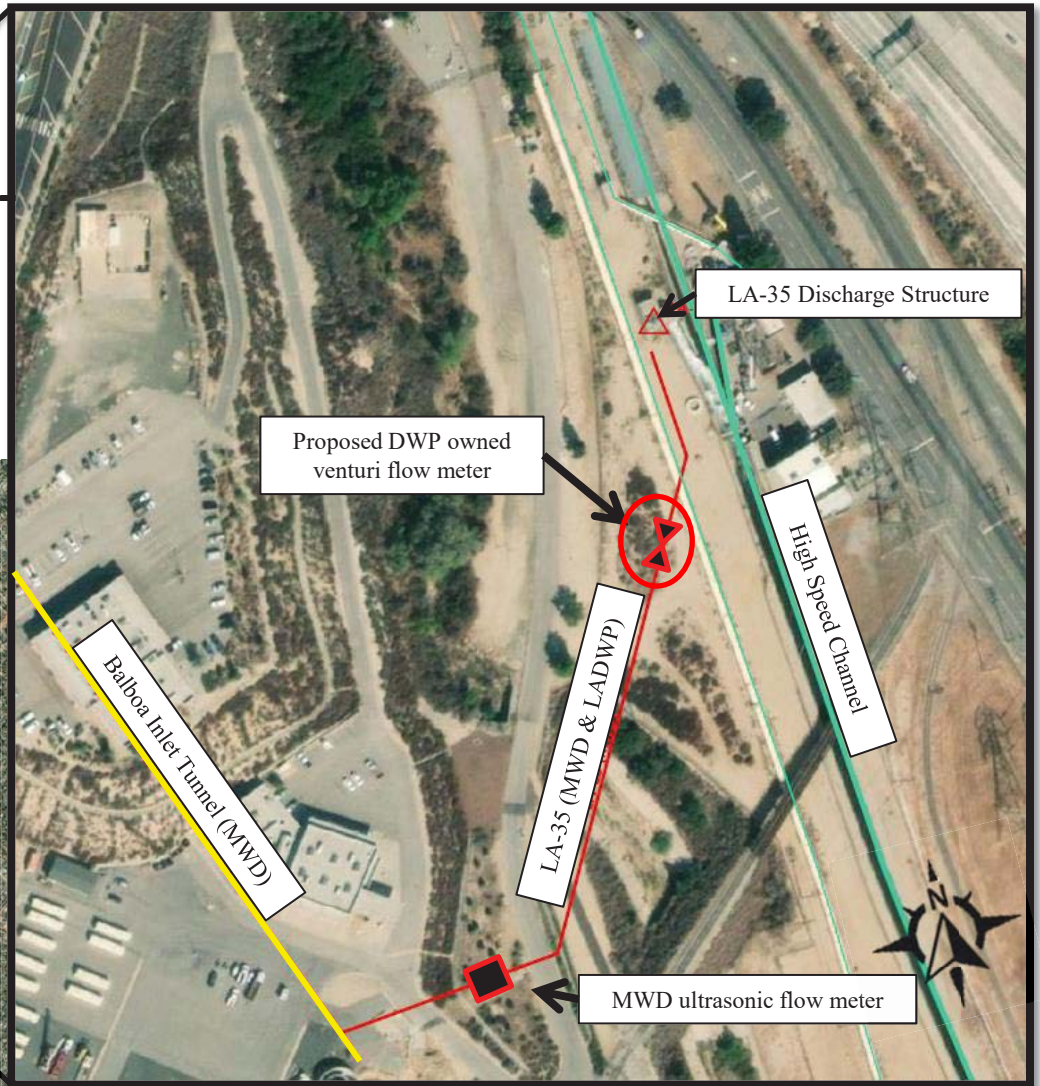 LA-35 Discharge Structure
Proposed DWP owned
venturi flow meter
High Speed Channel
LA-35 (MWD & LADWP)
Balboa Inlet Tunnel (MWD)
N
MWD ultrasonic flow meter